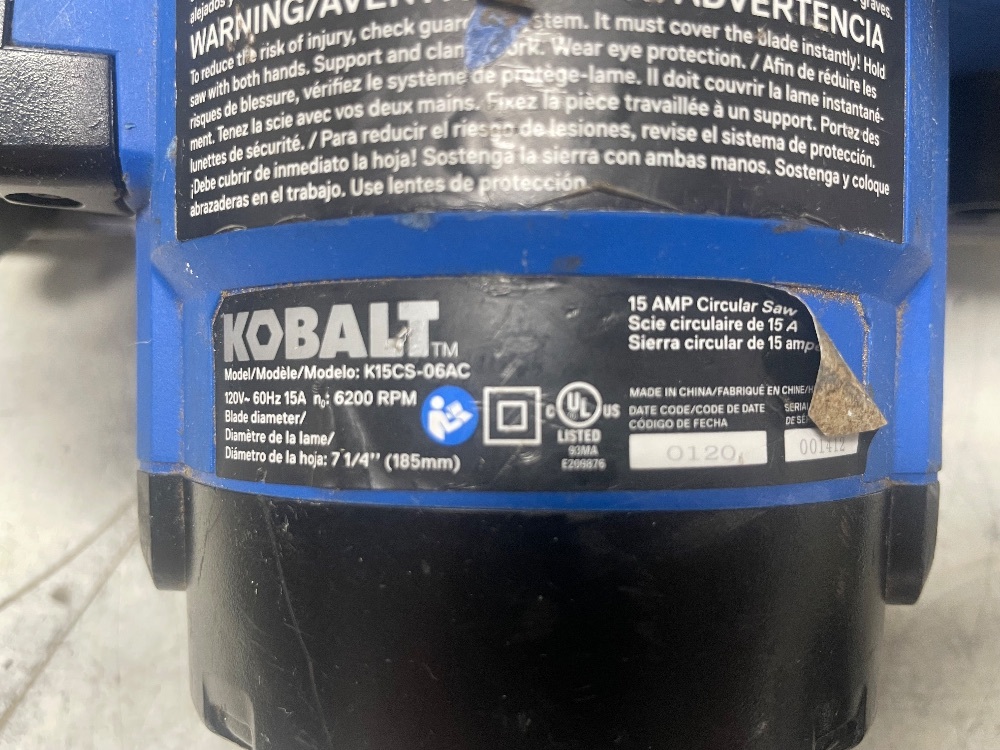 alejados y
graves.
WARNING/ ADVERTENCIA
To reduce the risk of injury, check guard system. It must cover the blade instantly! Hold
saw with both hands. Support and clamp work. Wear eye protection. / Afin de réduire les
risques de blessure, vérifiez le système de protège-lame. Il doit couvrir la lame instantané-
ment. Tenez la scie avec vos deux mains. Fixez la pièce travaillée à un support. Portez des
lunettes de sécurité. / Para reducir el riesgo de lesiones, revise el sistema de protección.
¡Debe cubrir de inmediato la hoja! Sostenga la sierra con ambas manos. Sostenga y coloque
abrazaderas en el trabajo. Use lentes de protección.
KOBALT TM
Model/Modèle/Modelo: K15CS-06AC
120V~ 60Hz 15A n₀: 6200 RPM
Blade diameter/
Diamètre de la lame/
Diámetro de la hoja: 7 1/4'' (185mm)
C UL US
LISTED
93MA
E209876
15 AMP Circular Saw
Scie circulaire de 15 A
Sierra circular de 15
MADE IN CHINA/FABRIQUÉ EN CHINE/
DATE CODE/CODE DE DATE
CÓDIGO DE FECHA
0120
SERIAL
001412